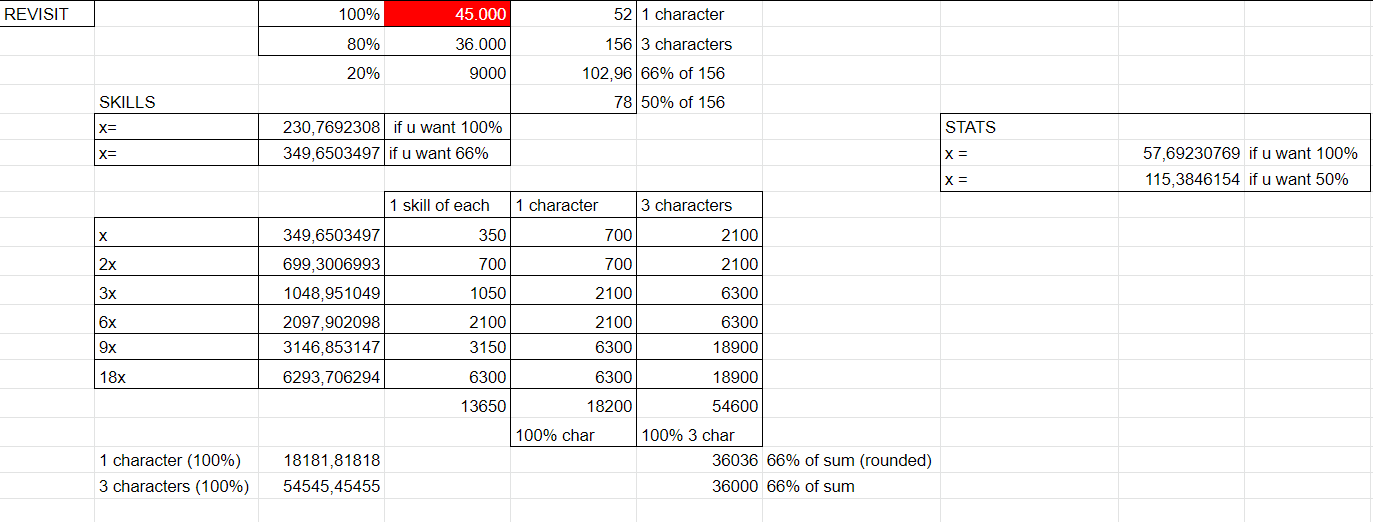 REVISIT 100% 45.000 52 1 character
80% 36.000 156 3 characters
20% 9000 102,96 66% of 156
SKILLS 78 50% of 156
x= 230,7692308 if u want 100% STATS
x= 349,6503497 if u want 66% x = 57,69230769 if u want 100%
x = 115,3846154 if u want 50%
1 skill of each 1 character 3 characters
x 349,6503497 350 700 2100
2x 699,3006993 700 700 2100
3x 1048,951049 1050 2100 6300
6x 2097,902098 2100 2100 6300
9x 3146,853147 3150 6300 18900
18x 6293,706294 6300 6300 18900
13650 18200 54600
100% char 100% 3 char
1 character (100%) 18181,81818 36036 66% of sum (rounded)
3 characters (100%) 54545,45455 36000 66% of sum